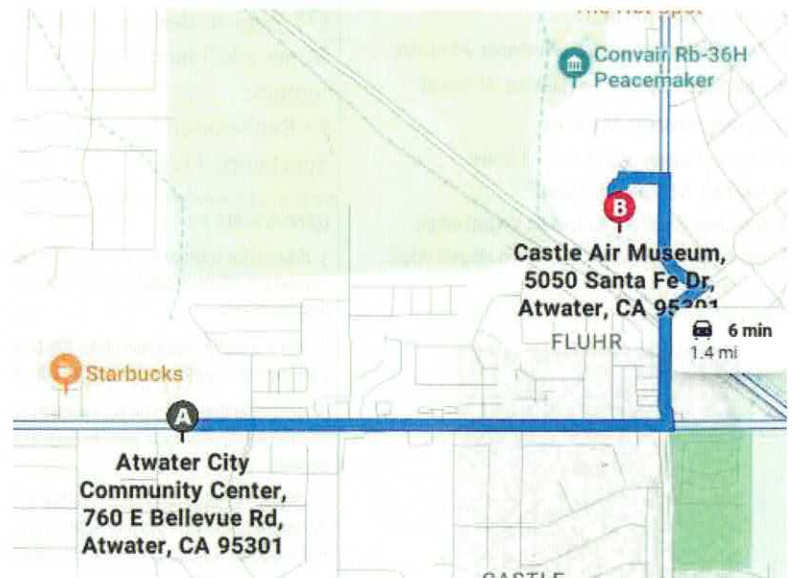 Convair Rb-36H
Peacemaker
B
Castle Air Museum,
5050 Santa Fe Dr,
Atwater, CA 95301
6 min
1.4 mi
FLUHR
Starbucks
A
Atwater City
Community Center,
760 E Bellevue Rd,
Atwater, CA 95301